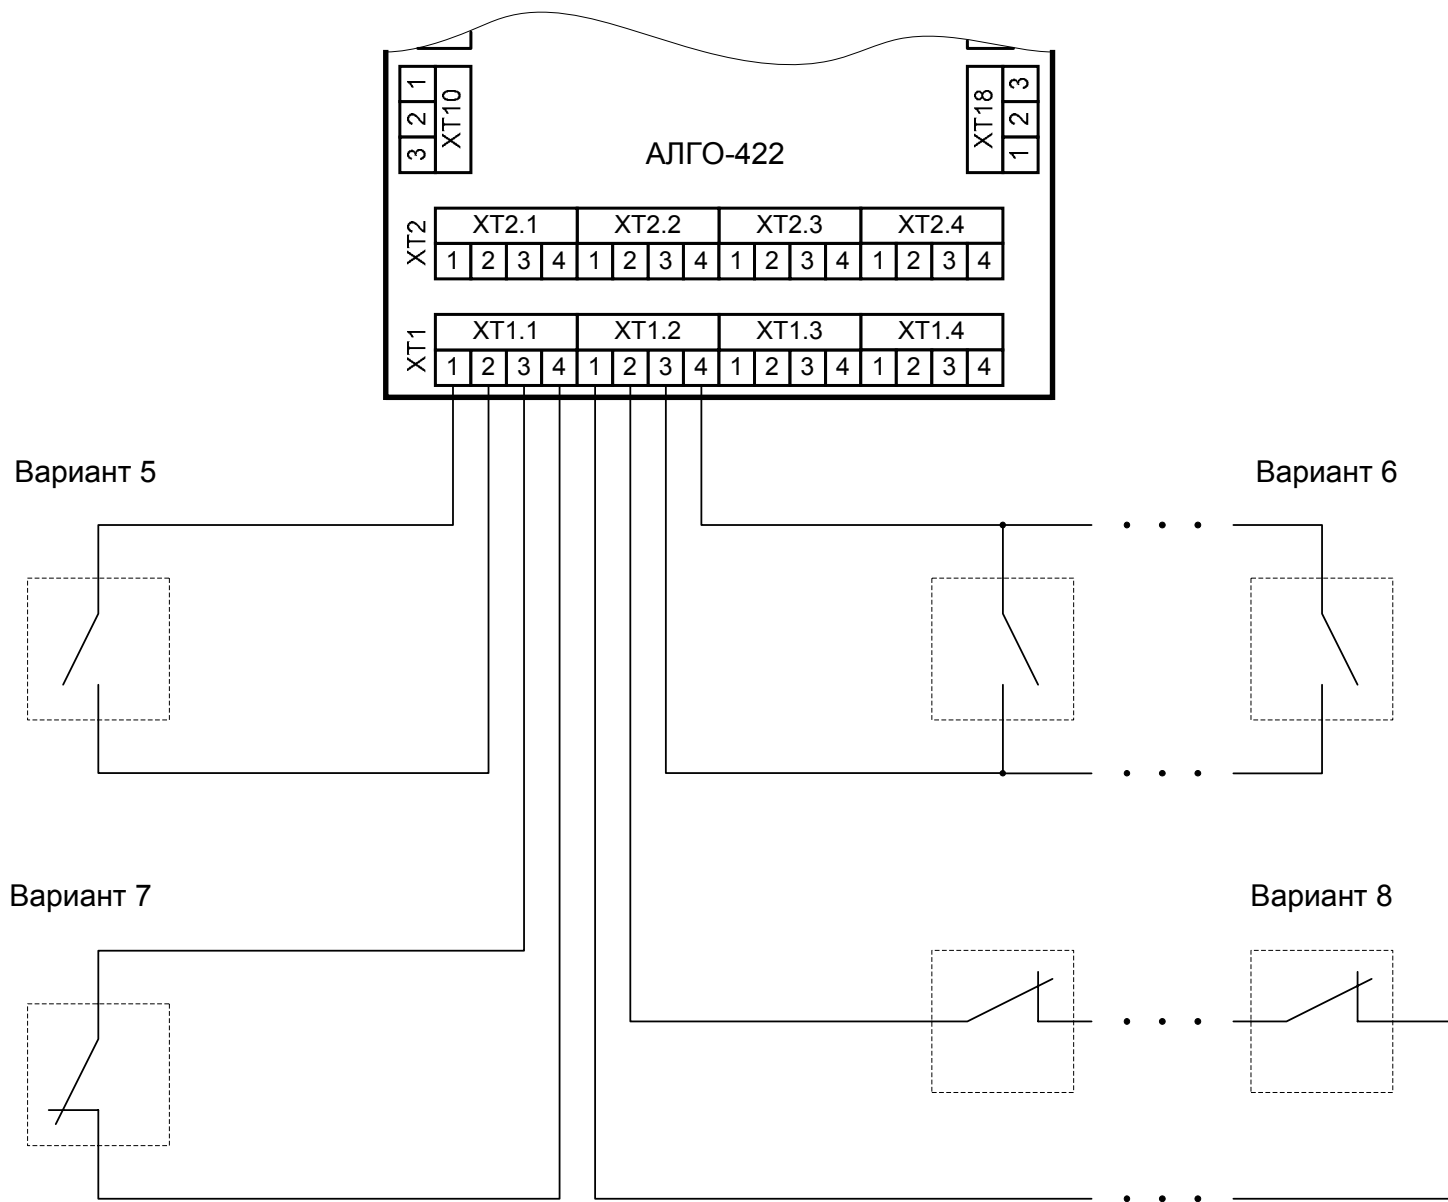 1 2 3 XT10
XT18 3 2 1
АЛГО-422
XT2
XT2.1 XT2.2 XT2.3 XT2.4
1 2 3 4 1 2 3 4 1 2 3 4 1 2 3 4
XT1
XT1.1 XT1.2 XT1.3 XT1.4
1 2 3 4 1 2 3 4 1 2 3 4 1 2 3 4
Вариант 5
Вариант 6
Вариант 7
Вариант 8